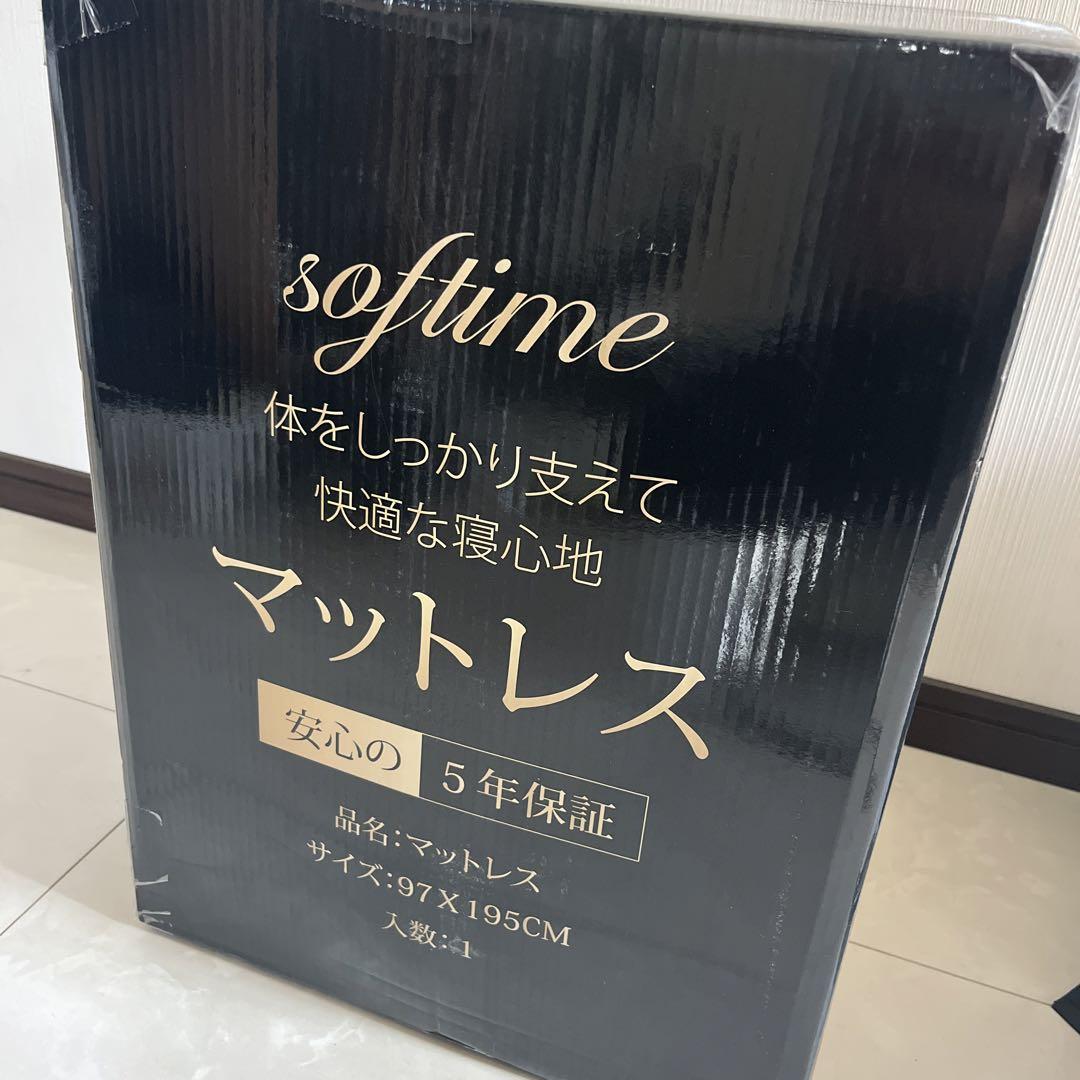 softime
体をしっかり支えて
快適な寝心地
マットレス
安心の 5年保証
品名：マットレス
サイズ：97X195CM
入数：1